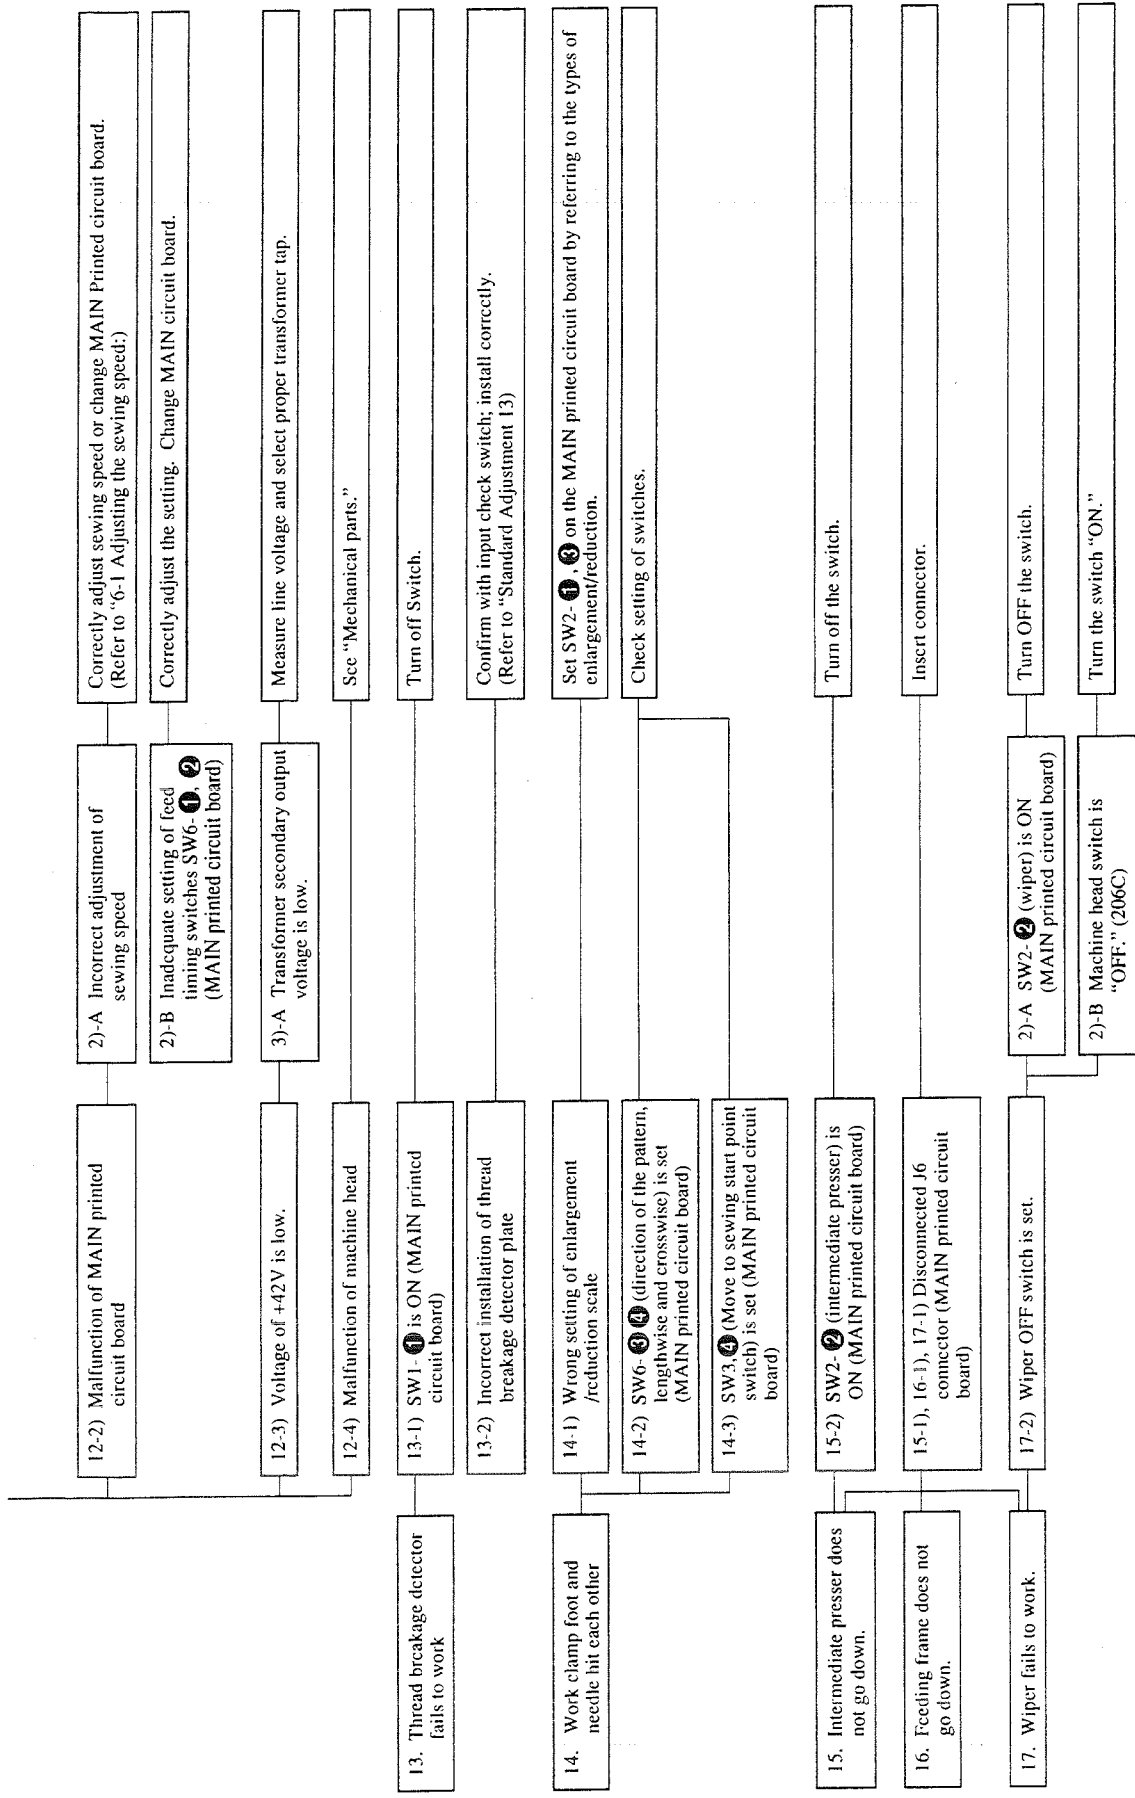 12-2) Malfunction of MAIN printed
circuit board
2)-A Incorrect adjustment of
sewing speed
Correctly adjust sewing speed or change MAIN Printed circuit board.
(Refer to “6-1 Adjusting the sewing speed:)
2)-B Inadequate setting of feed
timing switches SW6- ❶, ❷
(MAIN printed circuit board)
Correctly adjust the setting. Change MAIN circuit board.
12-3) Voltage of +42V is low.
3)-A Transformer secondary output
voltage is low.
Measure line voltage and select proper transformer tap.
12-4) Malfunction of machine head
See “Mechanical parts.”
13. Thread breakage detector
fails to work
13-1) SW1- ❶ is ON (MAIN printed
circuit board)
Turn off Switch.
13-2) Incorrect installation of thread
breakage detector plate
Confirm with input check switch; install correctly.
(Refer to “Standard Adjustment 13)
14. Work clamp foot and
needle hit each other
14-1) Wrong setting of enlargement
/reduction scale
Set SW2- ❶, ❸ on the MAIN printed circuit board by referring to the types of
enlargement/reduction.
14-2) SW6- ❸ ❹ (direction of the pattern,
lengthwise and crosswise) is set
(MAIN printed circuit board)
Check setting of switches.
14-3) SW3, ❹ (Move to sewing start point
switch) is set (MAIN printed circuit
board)
15. Intermediate presser does
not go down.
15-2) SW2- ❷ (intermediate presser) is
ON (MAIN printed circuit board)
Turn off the switch.
16. Feeding frame does not
go down.
15-1), 16-1), 17-1) Disconnected J6
connector (MAIN printed circuit
board)
Insert connector.
17. Wiper fails to work.
17-2) Wiper OFF switch is set.
2)-A SW2- ❷ (wiper) is ON
(MAIN printed circuit board)
Turn OFF the switch.
2)-B Machine head switch is
“OFF.” (206C)
Turn the switch “ON.”